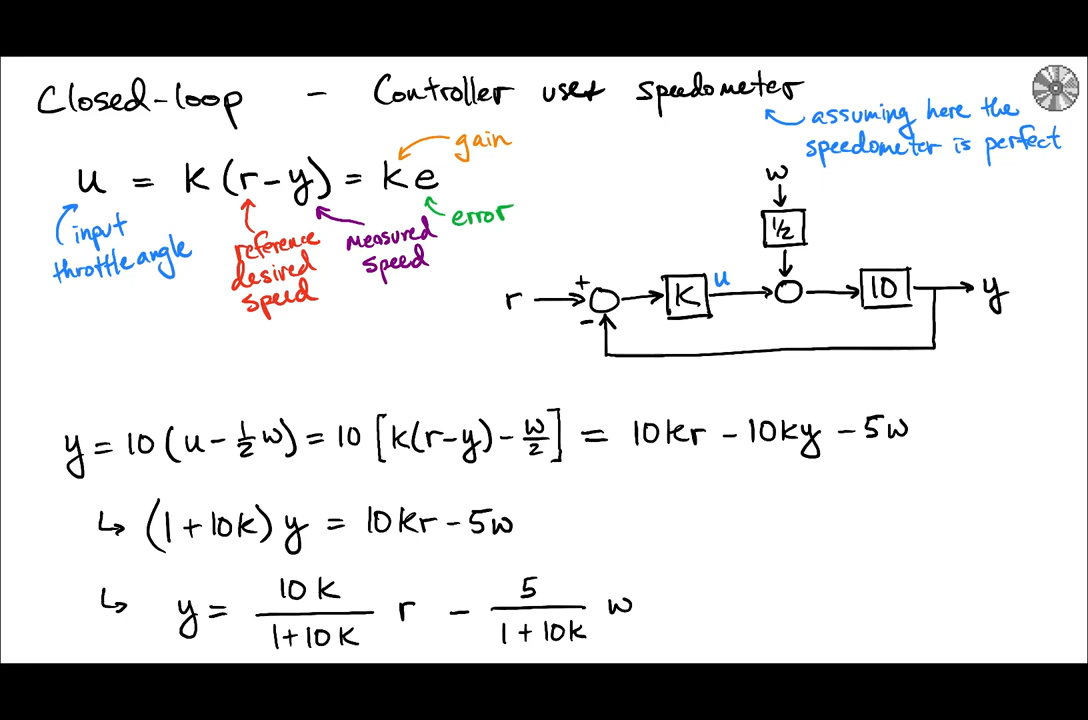 Closed-loop - Controller uses speedometer
assuming here the
speedometer is perfect
gain
u = K (r-y) = K e
input
throttle angle
reference
desired
speed
measured
speed
error
w
1/2
r + - K u 10 y
y = 10 (u - 1/2 w) = 10 [K(r-y) - w/2] = 10Kr - 10Ky - 5w
↳ (1+10K) y = 10Kr - 5w
↳ y = 10K / 1+10K r - 5 / 1+10K w